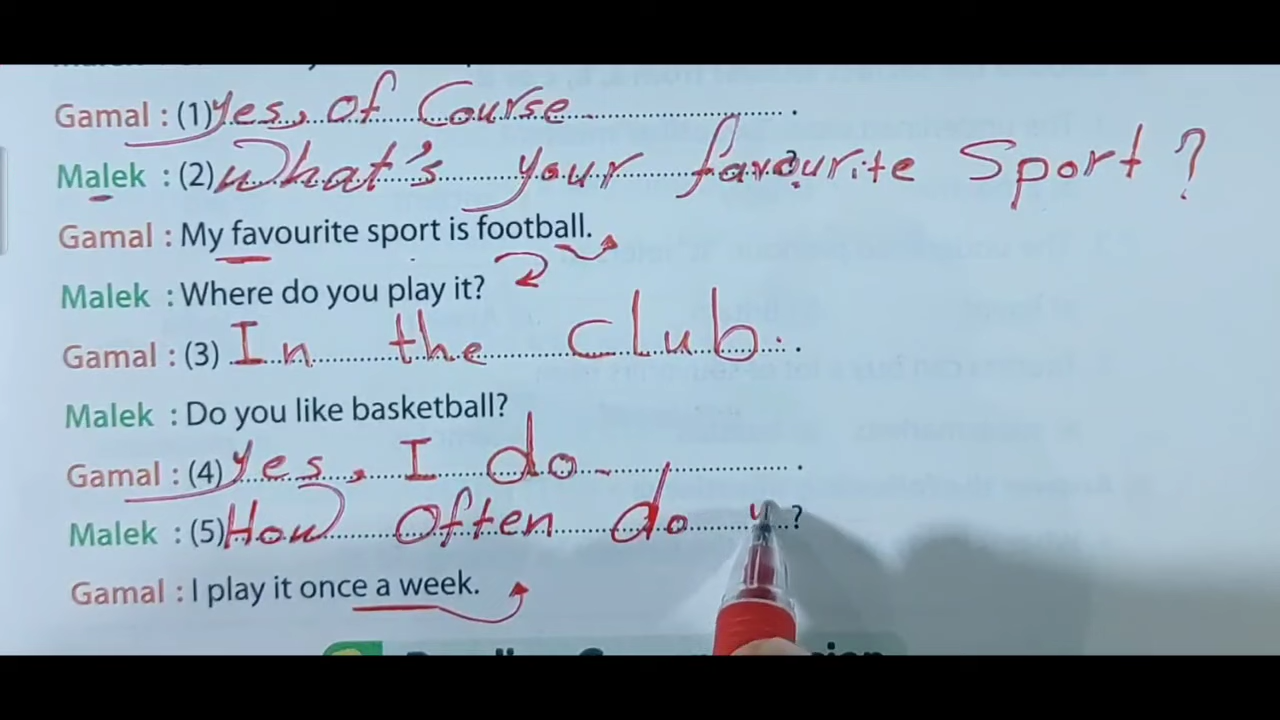 Gamal : (1) Yes, Of Course .
Malek : (2) What's your favourite Sport ?
Gamal : My favourite sport is football.
Malek : Where do you play it?
Gamal : (3) In the club. .
Malek : Do you like basketball?
Gamal : (4) Yes, I do. .
Malek : (5) How Often do y ?
Gamal : I play it once a week.